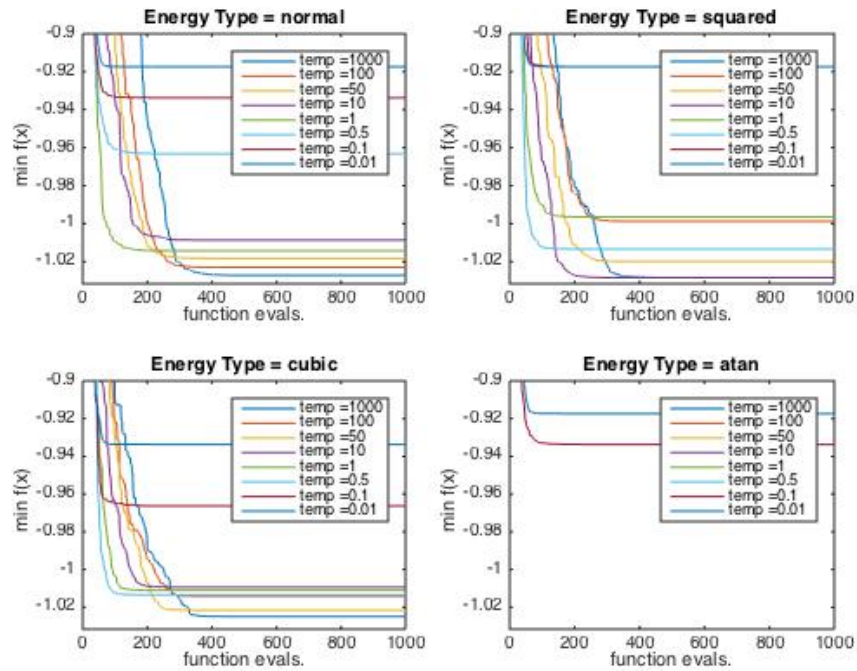 Energy Type = normal
-0.9
-0.92
-0.94
-0.96
-0.98
-1
-1.02
min f(x)
temp =1000
temp =100
temp =50
temp =10
temp =1
temp =0.5
temp =0.1
temp =0.01
0 200 400 600 800 1000
function evals.
Energy Type = squared
-0.9
-0.92
-0.94
-0.96
-0.98
-1
-1.02
min f(x)
temp =1000
temp =100
temp =50
temp =10
temp =1
temp =0.5
temp =0.1
temp =0.01
0 200 400 600 800 1000
function evals.
Energy Type = cubic
-0.9
-0.92
-0.94
-0.96
-0.98
-1
-1.02
min f(x)
temp =1000
temp =100
temp =50
temp =10
temp =1
temp =0.5
temp =0.1
temp =0.01
0 200 400 600 800 1000
function evals.
Energy Type = atan
-0.9
-0.92
-0.94
-0.96
-0.98
-1
-1.02
min f(x)
temp =1000
temp =100
temp =50
temp =10
temp =1
temp =0.5
temp =0.1
temp =0.01
0 200 400 600 800 1000
function evals.